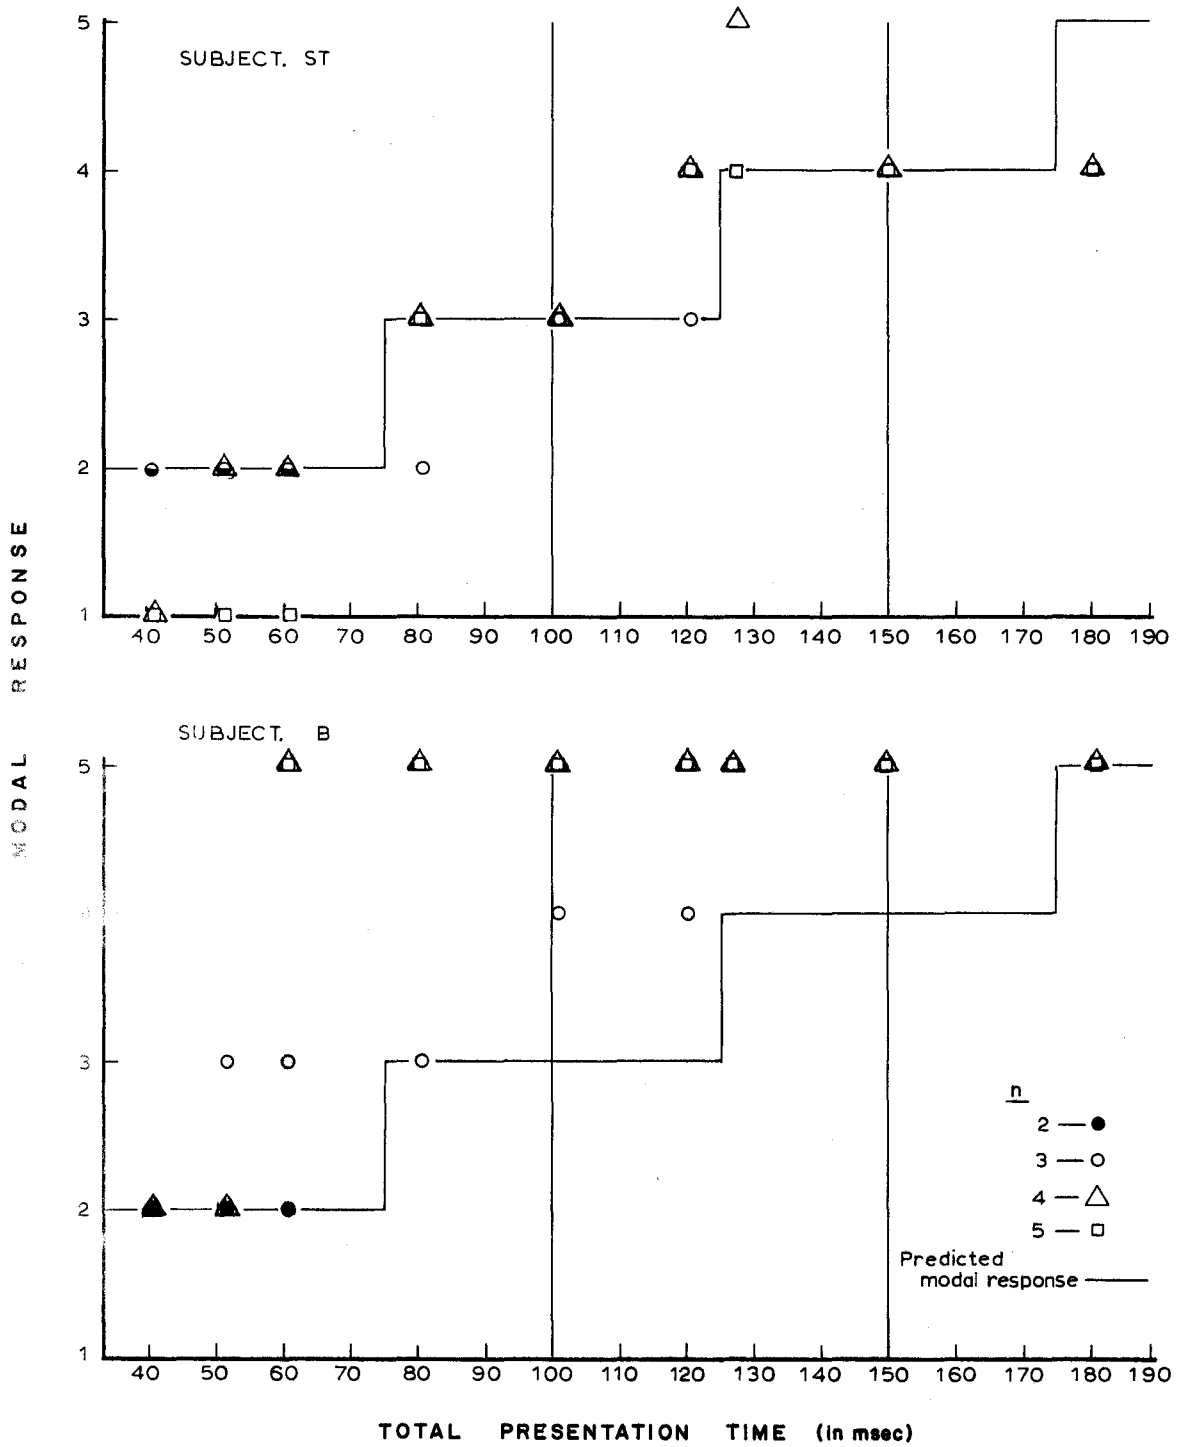 5
SUBJECT. ST
4
3
2
1
40 50 60 70 80 90 100 110 120 130 140 150 160 170 180 190
MODAL RESPONSE
SUBJECT. B
5
4
3
2
1
n
2 —
3 —
4 —
5 —
Predicted
modal response
40 50 60 70 80 90 100 110 120 130 140 150 160 170 180 190
TOTAL PRESENTATION TIME (in msec)